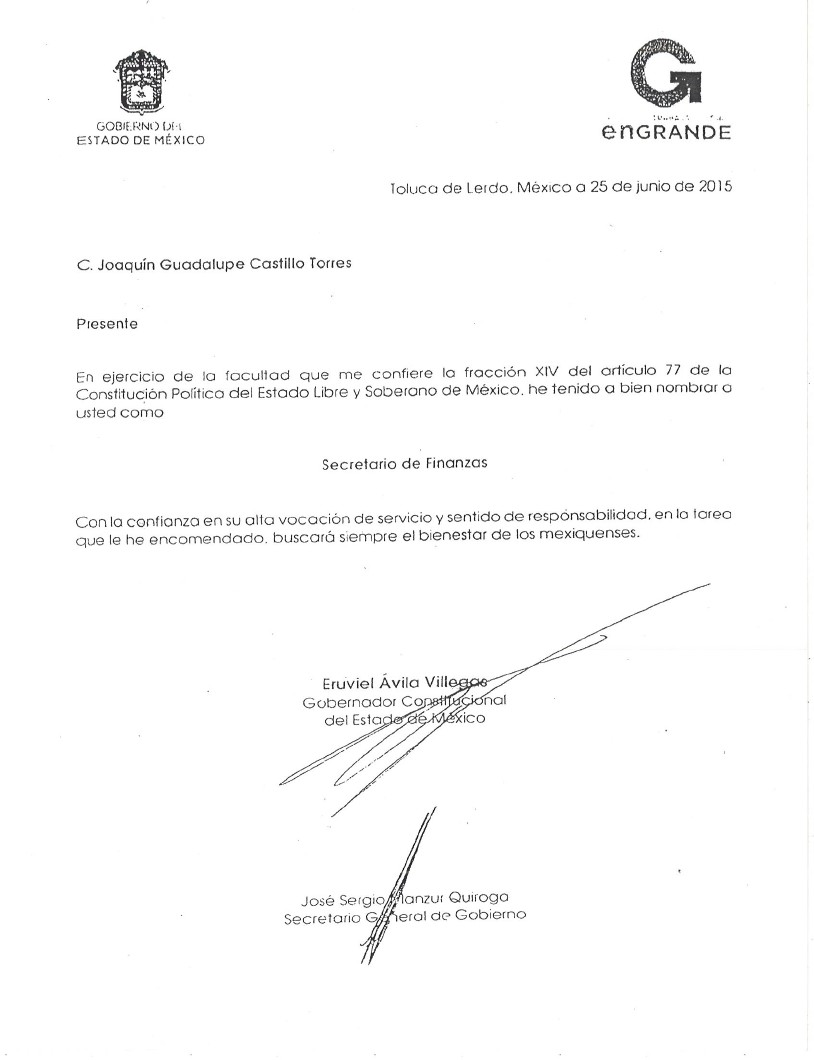 GOBIERNO DEL
ESTADO DE MÉXICO
G
enGRANDE
Toluca de Lerdo, México a 25 de junio de 2015
C. Joaquín Guadalupe Castillo Torres
Presente
En ejercicio de la facultad que me confiere la fracción XIV del artículo 77 de la
Constitución Política del Estado Libre y Soberano de México, he tenido a bien nombrar a
usted como
Secretario de Finanzas
Con la confianza en su alta vocación de servicio y sentido de responsabilidad, en la tarea
que le he encomendado, buscará siempre el bienestar de los mexiquenses.
Eruviel Ávila Villegas
Gobernador Constitucional
del Estado de México
José Sergio Manzur Quiroga
Secretario General de Gobierno